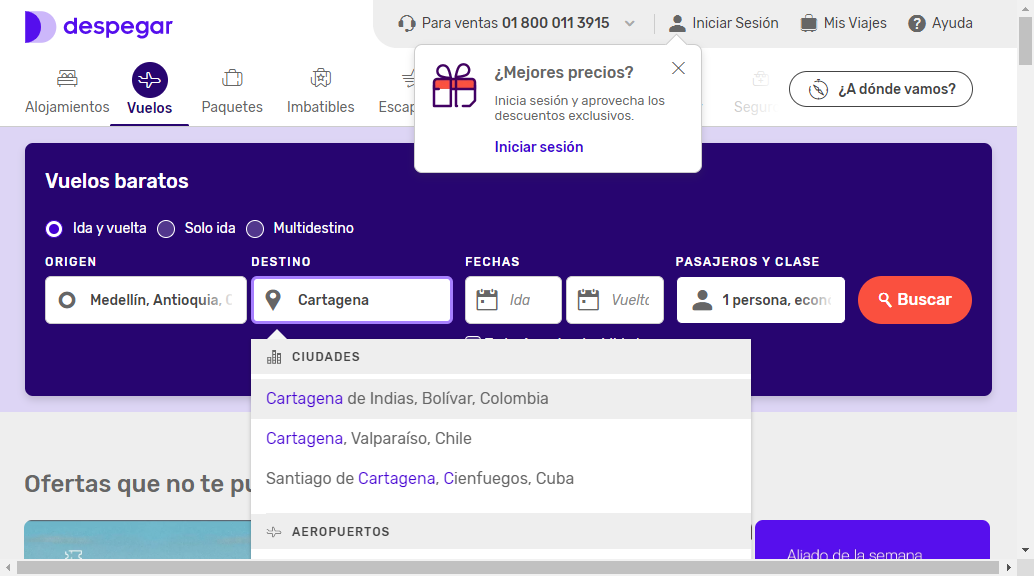 despegar
Para ventas 01 800 011 3915
Iniciar Sesión
Mis Viajes
Ayuda
Alojamientos
Vuelos
Paquetes
Imbatibles
Escap
Segur
¿A dónde vamos?
¿Mejores precios?
Inicia sesión y aprovecha los
descuentos exclusivos.
Iniciar sesión
Vuelos baratos
Ida y vuelta
Solo ida
Multidestino
ORIGEN
DESTINO
FECHAS
PASAJEROS Y CLASE
Medellín, Antioquia,
Cartagena
Ida
Vuelta
1 persona, econ
Buscar
CIUDADES
Cartagena de Indias, Bolívar, Colombia
Cartagena, Valparaíso, Chile
Santiago de Cartagena, Cienfuegos, Cuba
AEROPUERTOS
Ofertas que no te pu
Aliado de la semana